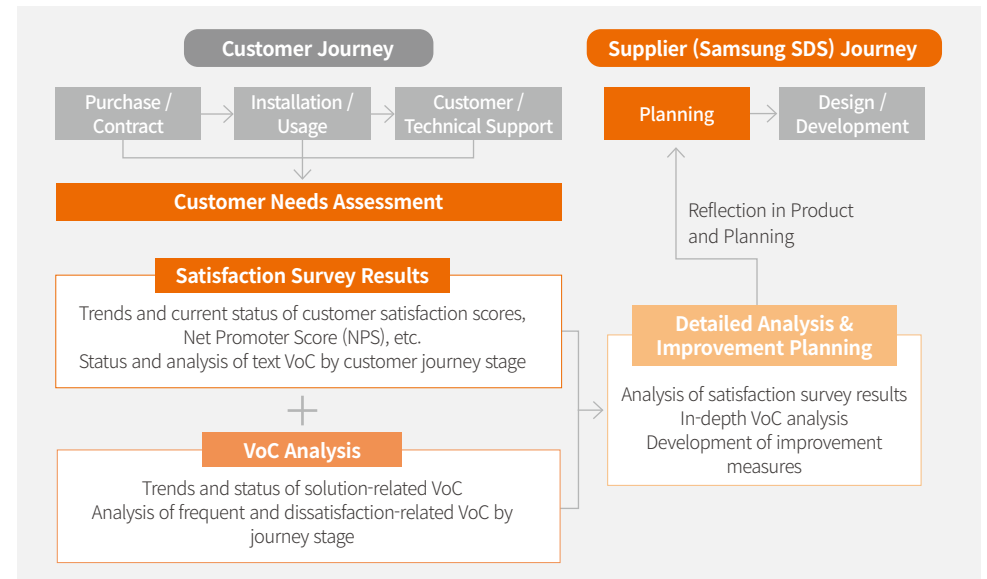 Customer Journey
Supplier (Samsung SDS) Journey
Purchase /
Contract
Installation /
Usage
Customer /
Technical Support
Planning
Design /
Development
Customer Needs Assessment
Reflection in Product
and Planning
Satisfaction Survey Results
Trends and current status of customer satisfaction scores,
Net Promoter Score (NPS), etc.
Status and analysis of text VoC by customer journey stage
+
VoC Analysis
Trends and status of solution-related VoC
Analysis of frequent and dissatisfaction-related VoC by
journey stage
Detailed Analysis &
Improvement Planning
Analysis of satisfaction survey results
In-depth VoC analysis
Development of improvement
measures